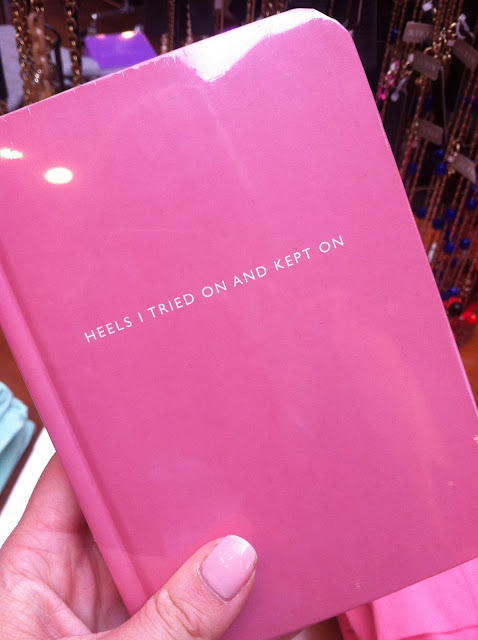 HEELS I TRIED ON AND KEPT ON